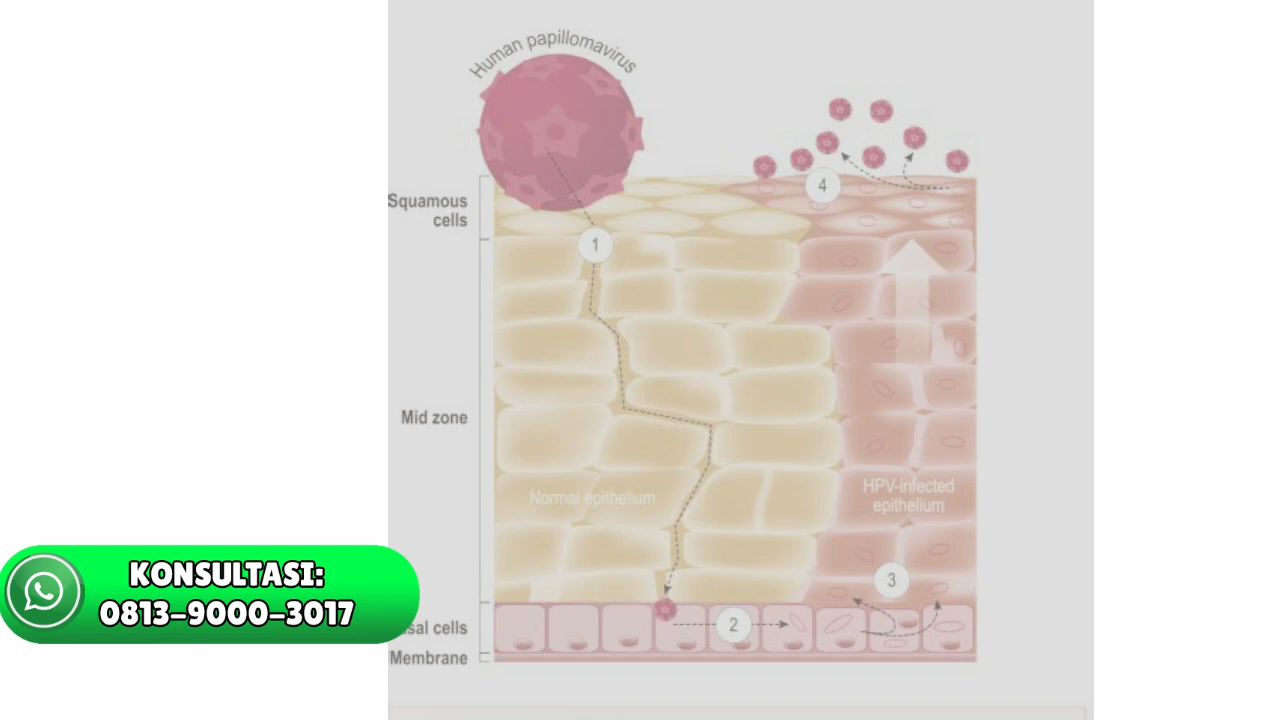 Human papillomavirus
Squamous
cells
1
4
Mid zone
Normal epithelium
HPV-infected
epithelium
3
2
sal cells
Membrane
KONSULTASI:
0813-9000-3017